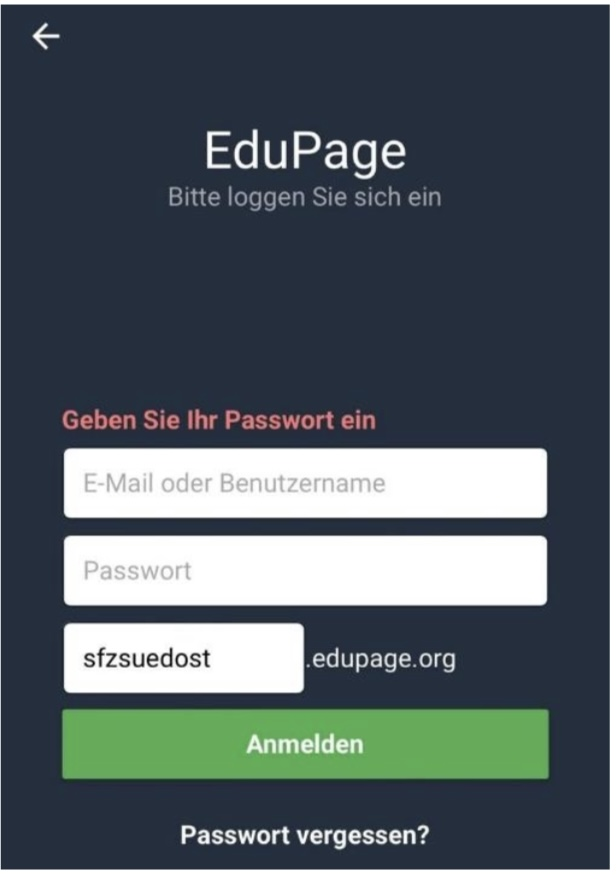 EduPage
Bitte loggen Sie sich ein
Geben Sie Ihr Passwort ein
E-Mail oder Benutzername
Passwort
sfzsuedost .edupage.org
Anmelden
Passwort vergessen?